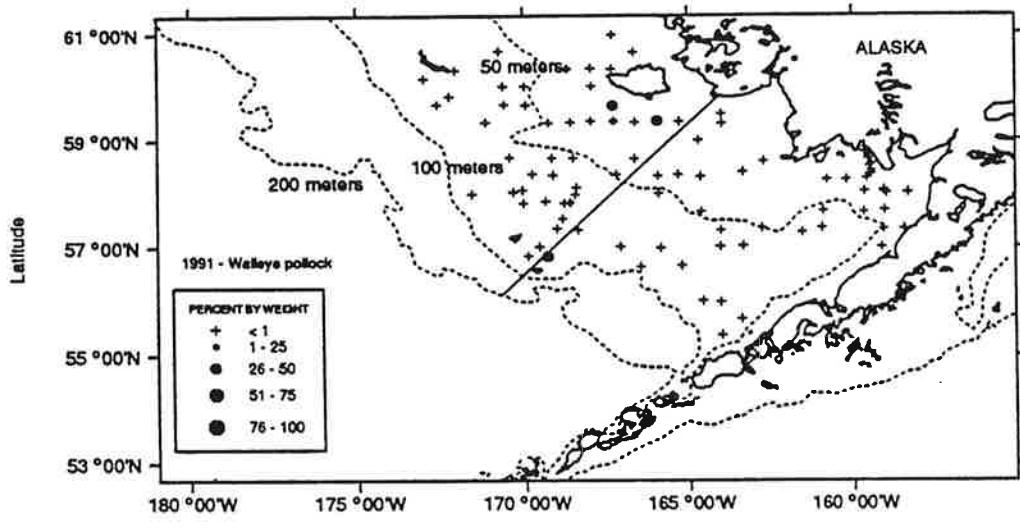 61 °00'N
59 °00'N
57 °00'N
55 °00'N
53 °00'N
Latitude
ALASKA
50 meters
100 meters
200 meters
1991 - Walleye pollock
PERCENT BY WEIGHT
+ < 1
1 - 25
26 - 50
51 - 75
76 - 100
180 °00'W
175 °00'W
170 °00'W
165 °00'W
160 °00'W